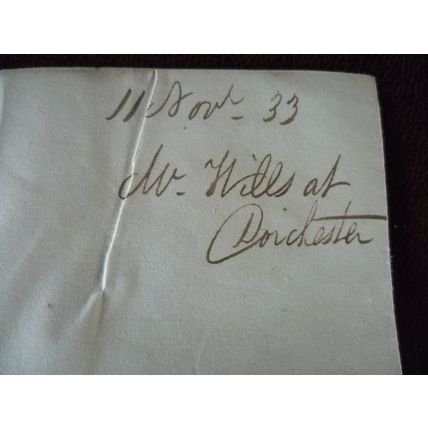 11 Novr. 33
Mr. Wills at
Dorchester